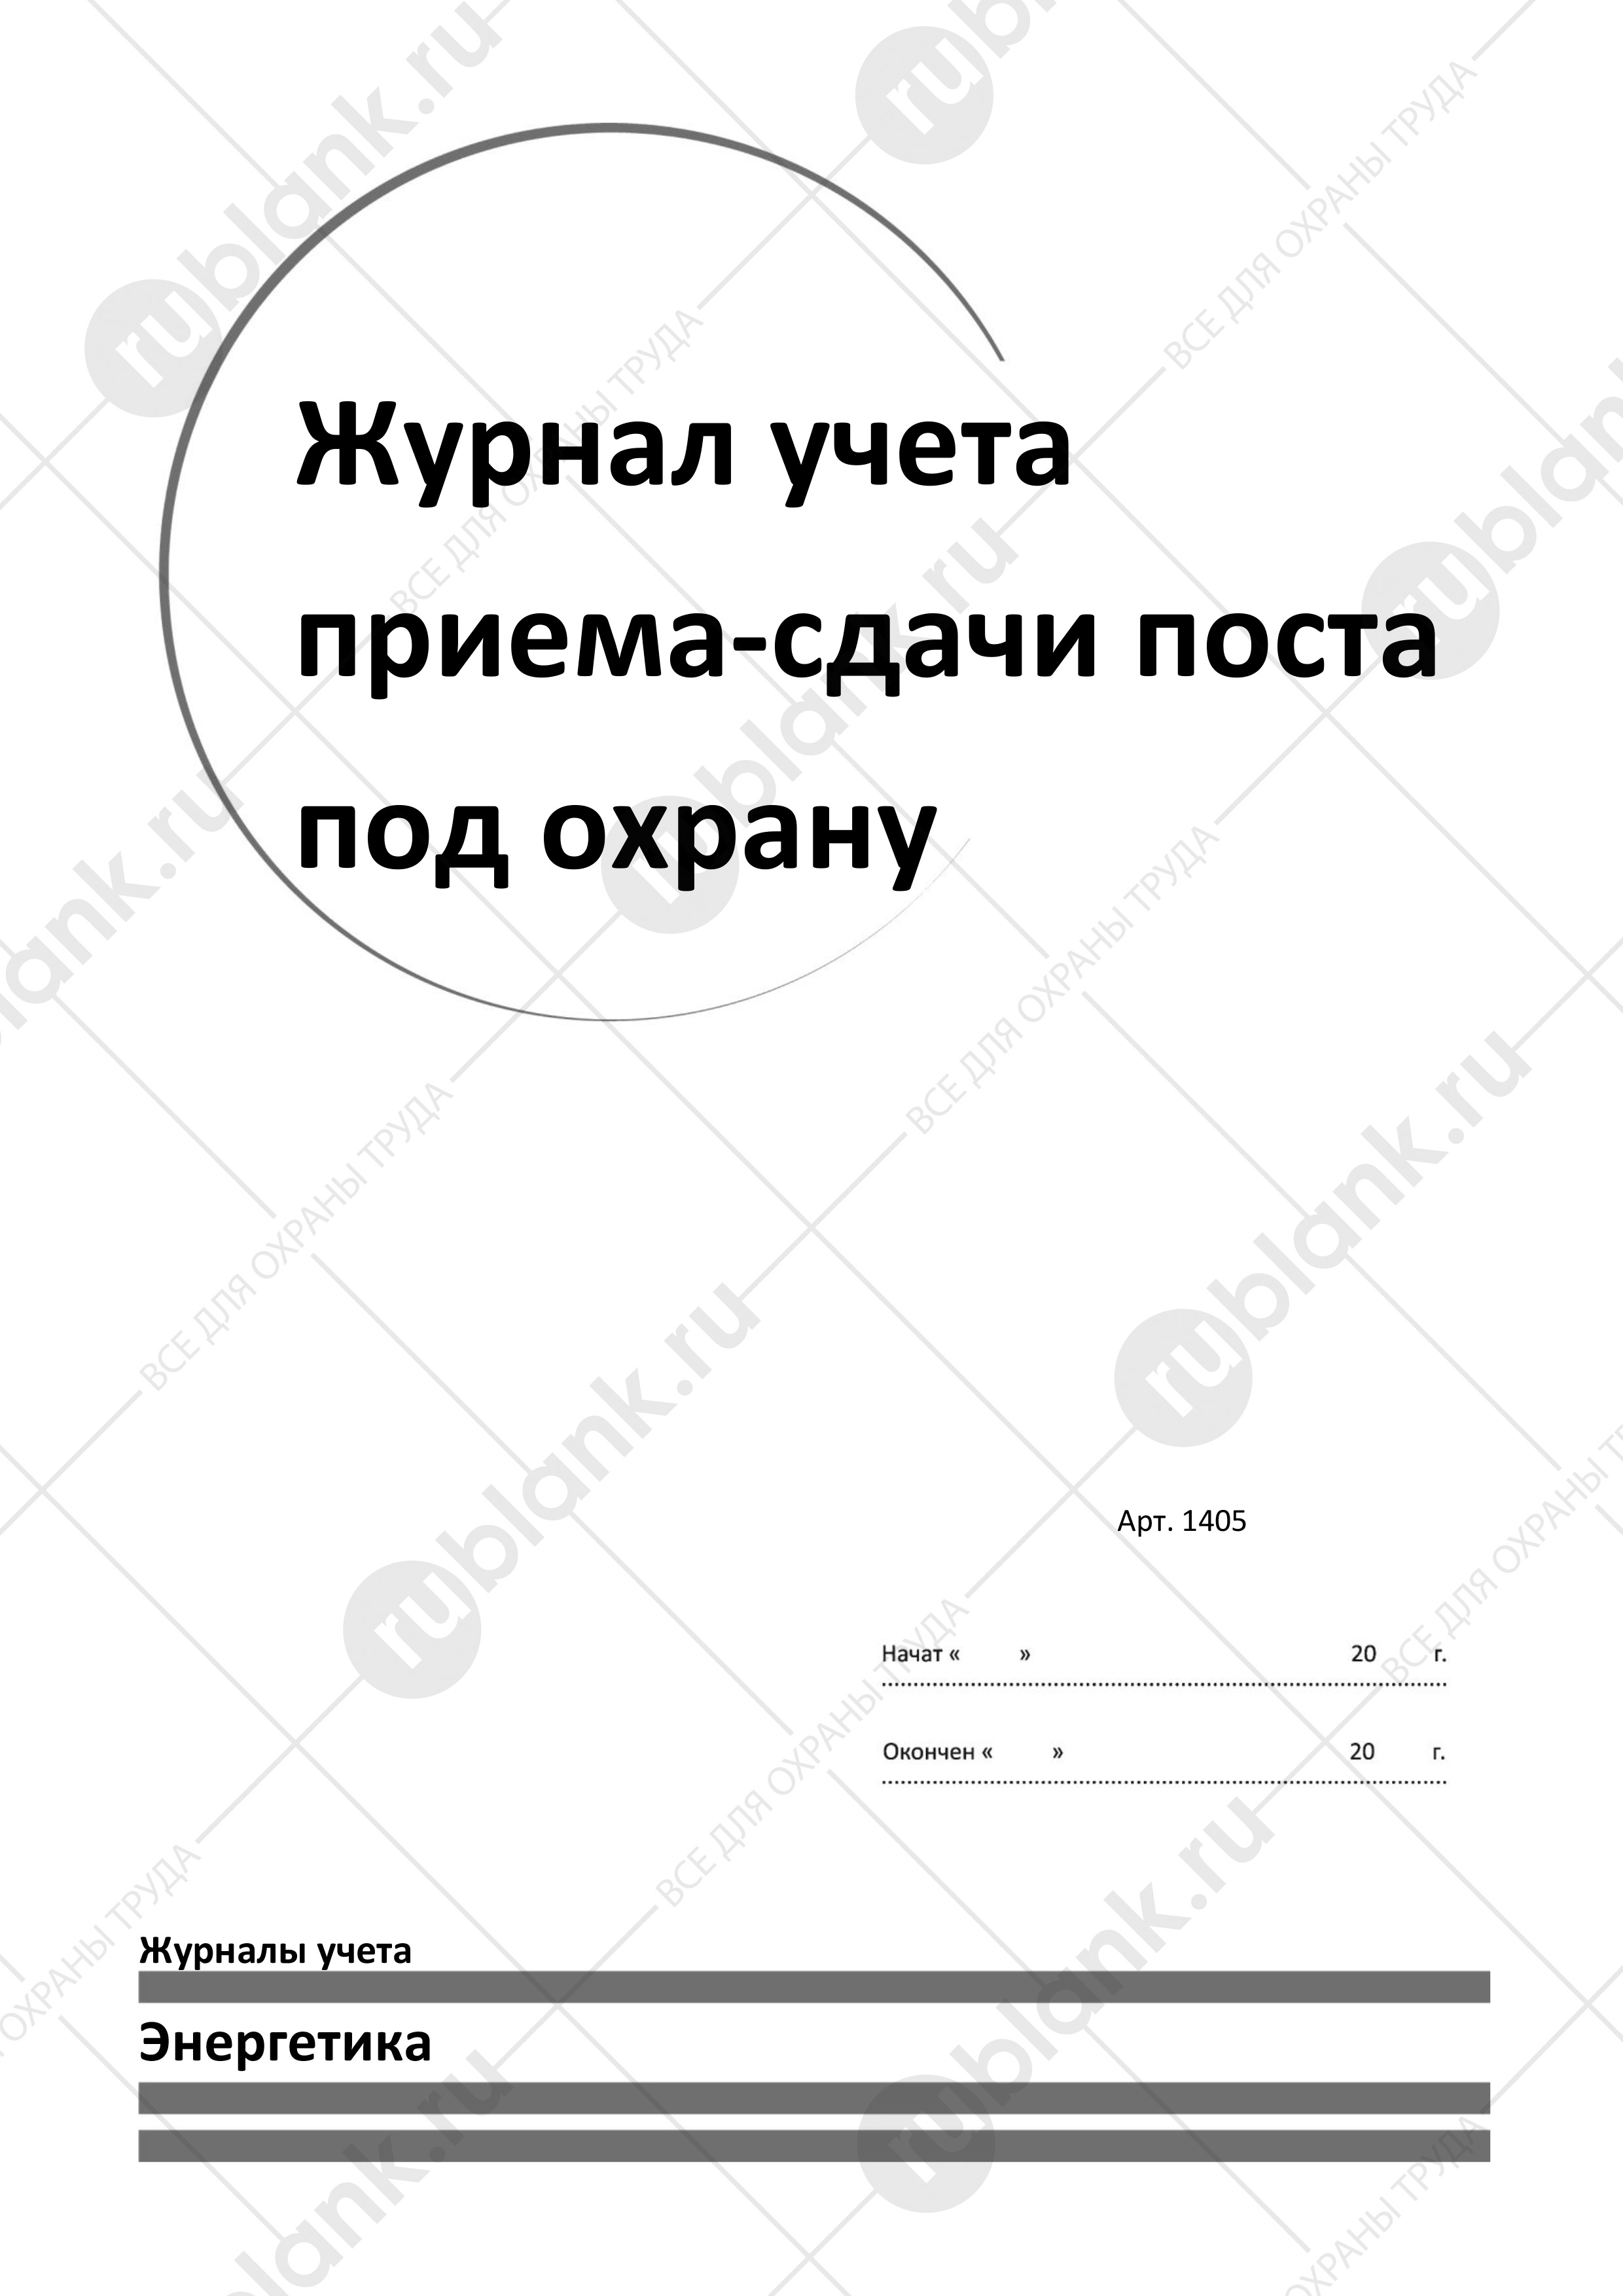 Журнал учета
приема-сдачи поста
под охрану
Арт. 1405
Начат « » 20 г.
Окончен « » 20 г.
Журналы учета
Энергетика
rublank.ru
ВСЕ ДЛЯ ОХРАНЫ ТРУДА